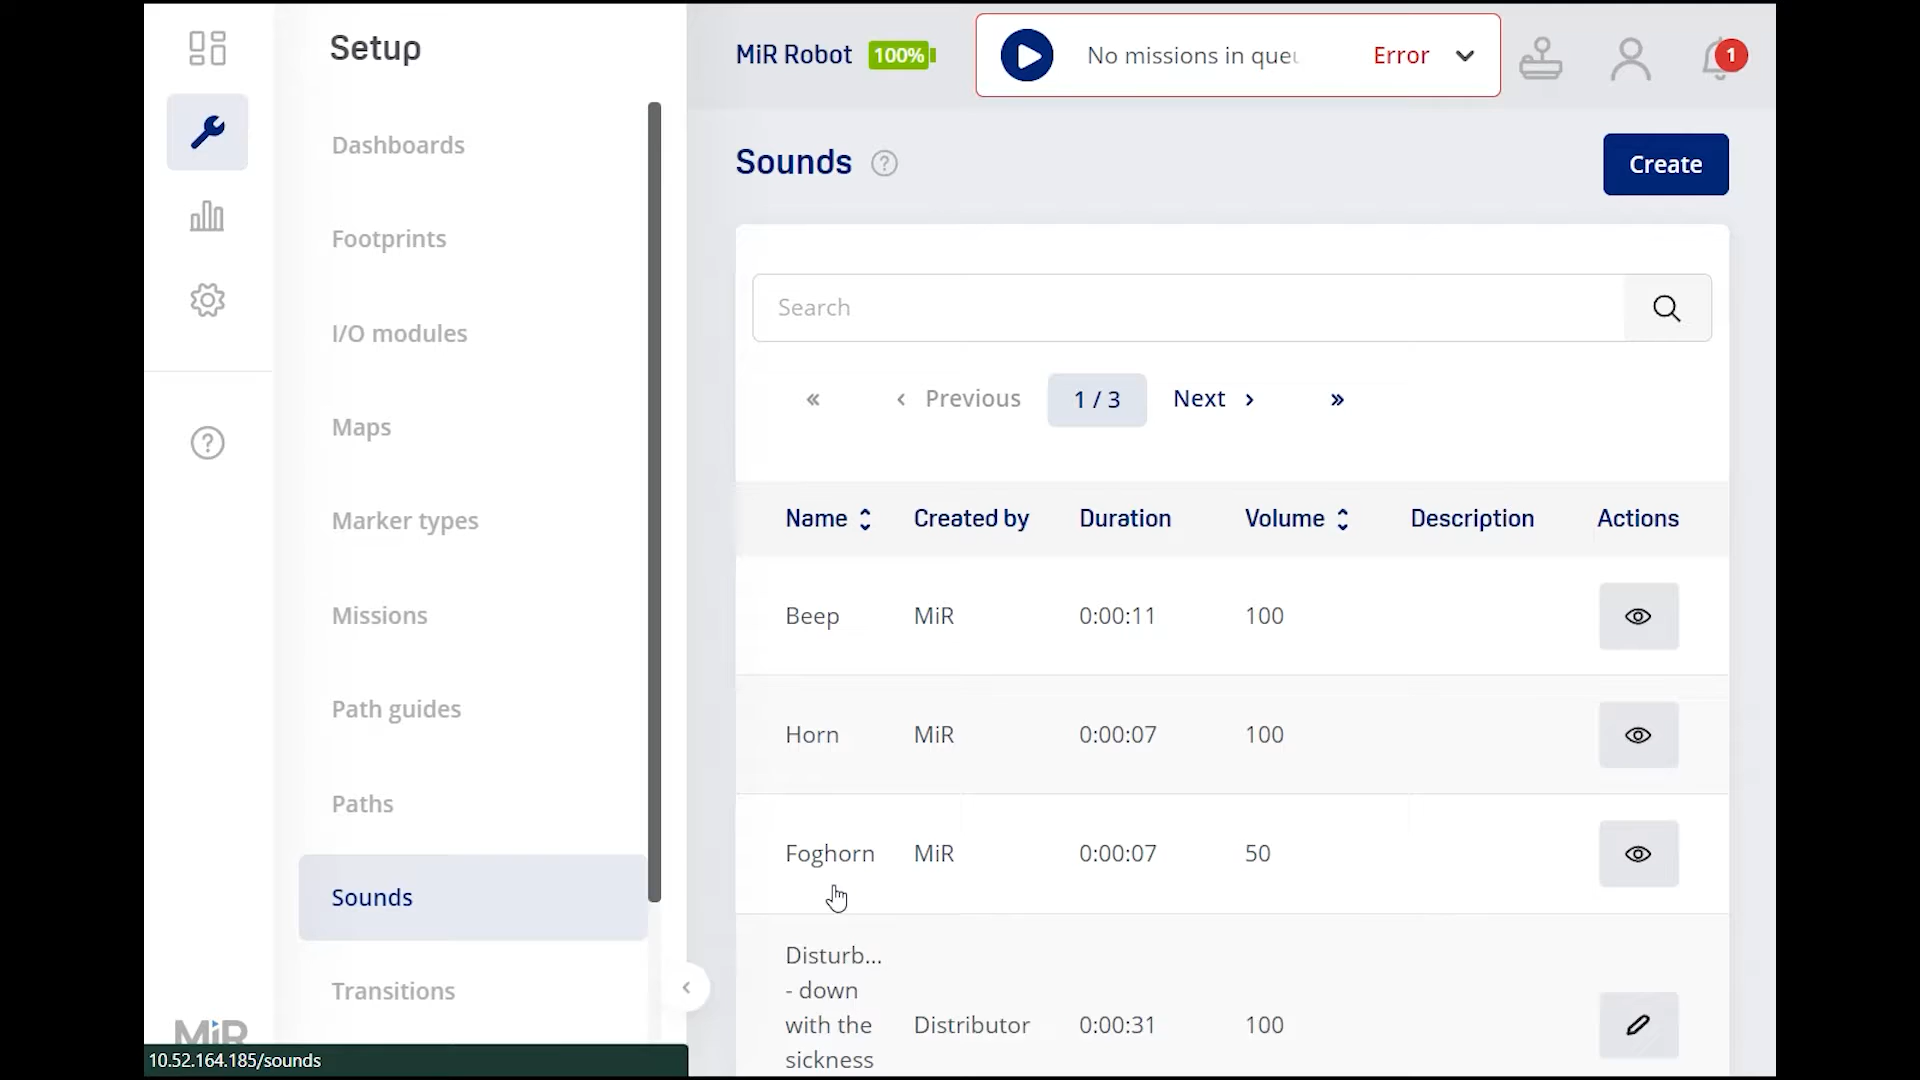 Setup
Dashboards
Footprints
I/O modules
Maps
Marker types
Missions
Path guides
Paths
Sounds
Transitions
MiR
10.52.164.185/sounds
MiR Robot 100% No missions in queu Error 1
Sounds ? Create
Search
« ‹ Previous 1 / 3 Next › »
Name Created by Duration Volume Description Actions
Beep MiR 0:00:11 100
Horn MiR 0:00:07 100
Foghorn MiR 0:00:07 50
Disturb...
- down
with the Distributor 0:00:31 100
sickness